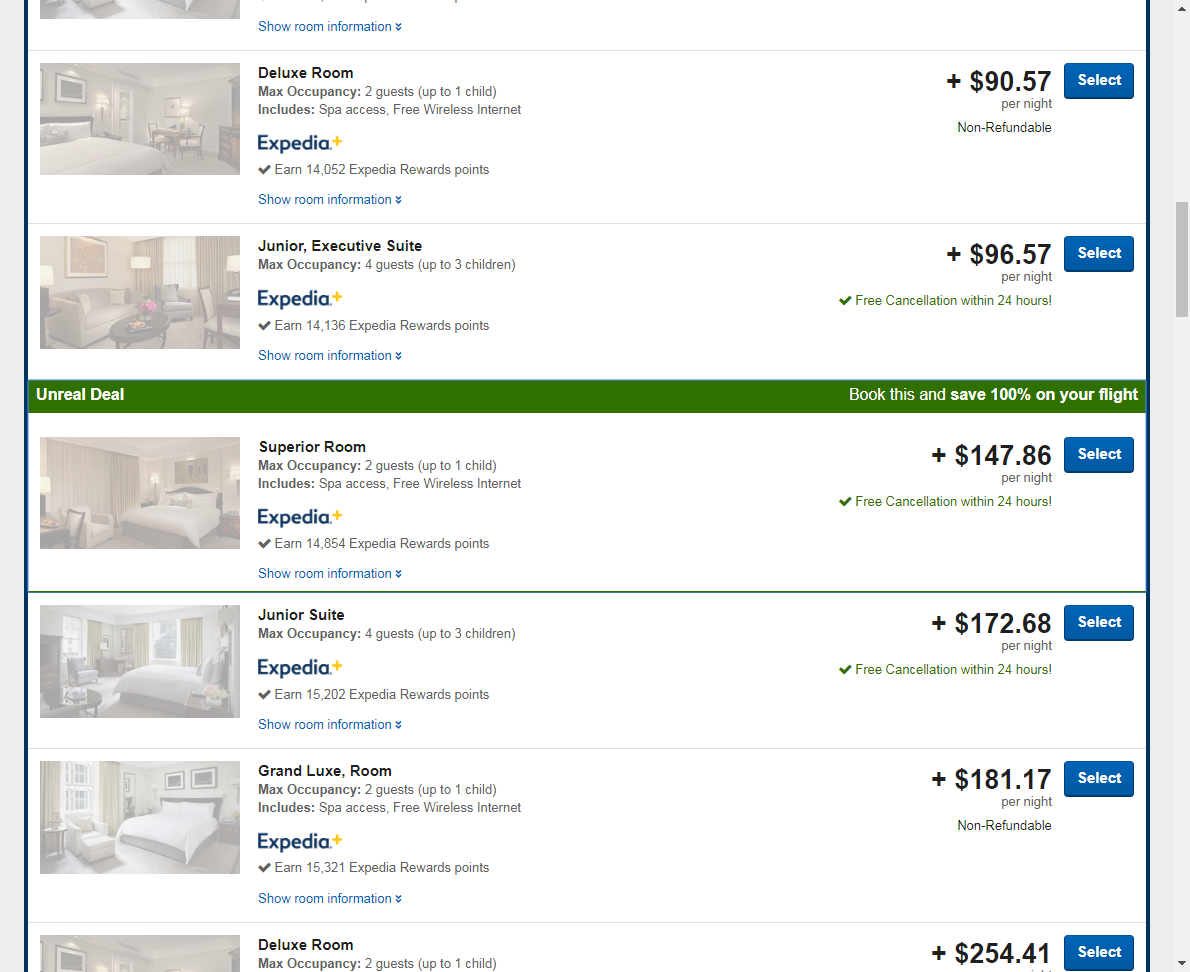 Show room information
Deluxe Room
Max Occupancy: 2 guests (up to 1 child)
Includes: Spa access, Free Wireless Internet
Expedia+
Earn 14,052 Expedia Rewards points
Show room information
+ $90.57
per night
Non-Refundable
Select
Junior, Executive Suite
Max Occupancy: 4 guests (up to 3 children)
Expedia+
Earn 14,136 Expedia Rewards points
Show room information
+ $96.57
per night
Free Cancellation within 24 hours!
Select
Unreal Deal
Book this and save 100% on your flight
Superior Room
Max Occupancy: 2 guests (up to 1 child)
Includes: Spa access, Free Wireless Internet
Expedia+
Earn 14,854 Expedia Rewards points
Show room information
+ $147.86
per night
Free Cancellation within 24 hours!
Select
Junior Suite
Max Occupancy: 4 guests (up to 3 children)
Expedia+
Earn 15,202 Expedia Rewards points
Show room information
+ $172.68
per night
Free Cancellation within 24 hours!
Select
Grand Luxe, Room
Max Occupancy: 2 guests (up to 1 child)
Includes: Spa access, Free Wireless Internet
Expedia+
Earn 15,321 Expedia Rewards points
Show room information
+ $181.17
per night
Non-Refundable
Select
Deluxe Room
Max Occupancy: 2 guests (up to 1 child)
+ $254.41
Select